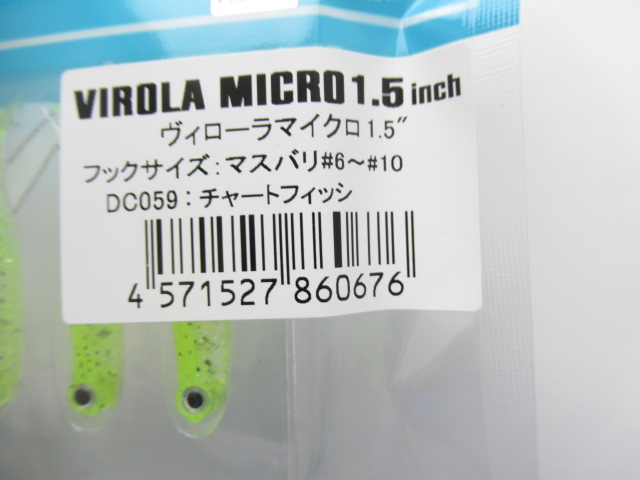 VIROLA MICRO 1.5 inch
ヴィローラマイクロ1.5″
フックサイズ:マスバリ#6～#10
DC059:チャートフィッシ
4 571527 860676